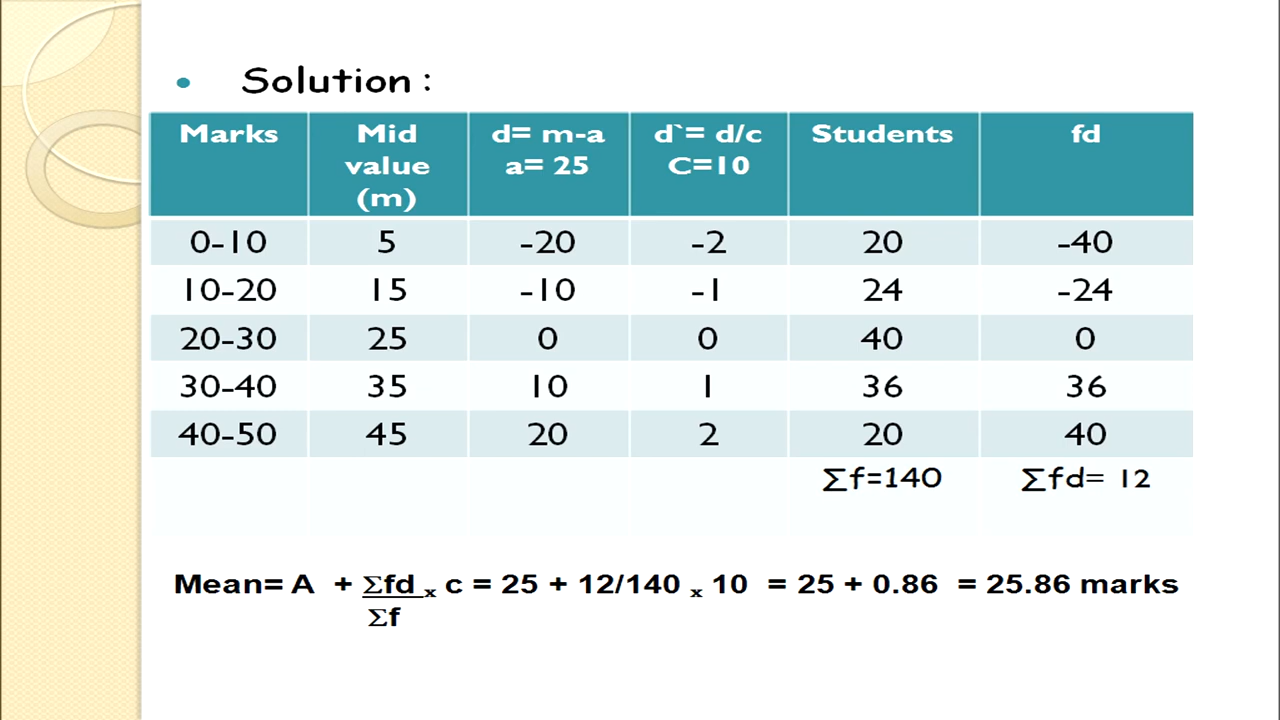 • Solution :
Marks Mid value (m) d= m-a a= 25 d`= d/c C=10 Students fd
0-10 5 -20 -2 20 -40
10-20 15 -10 -1 24 -24
20-30 25 0 0 40 0
30-40 35 10 1 36 36
40-50 45 20 2 20 40
∑f=140 ∑fd= 12
Mean= A + Σfd x c = 25 + 12/140 x 10 = 25 + 0.86 = 25.86 marks
Σf